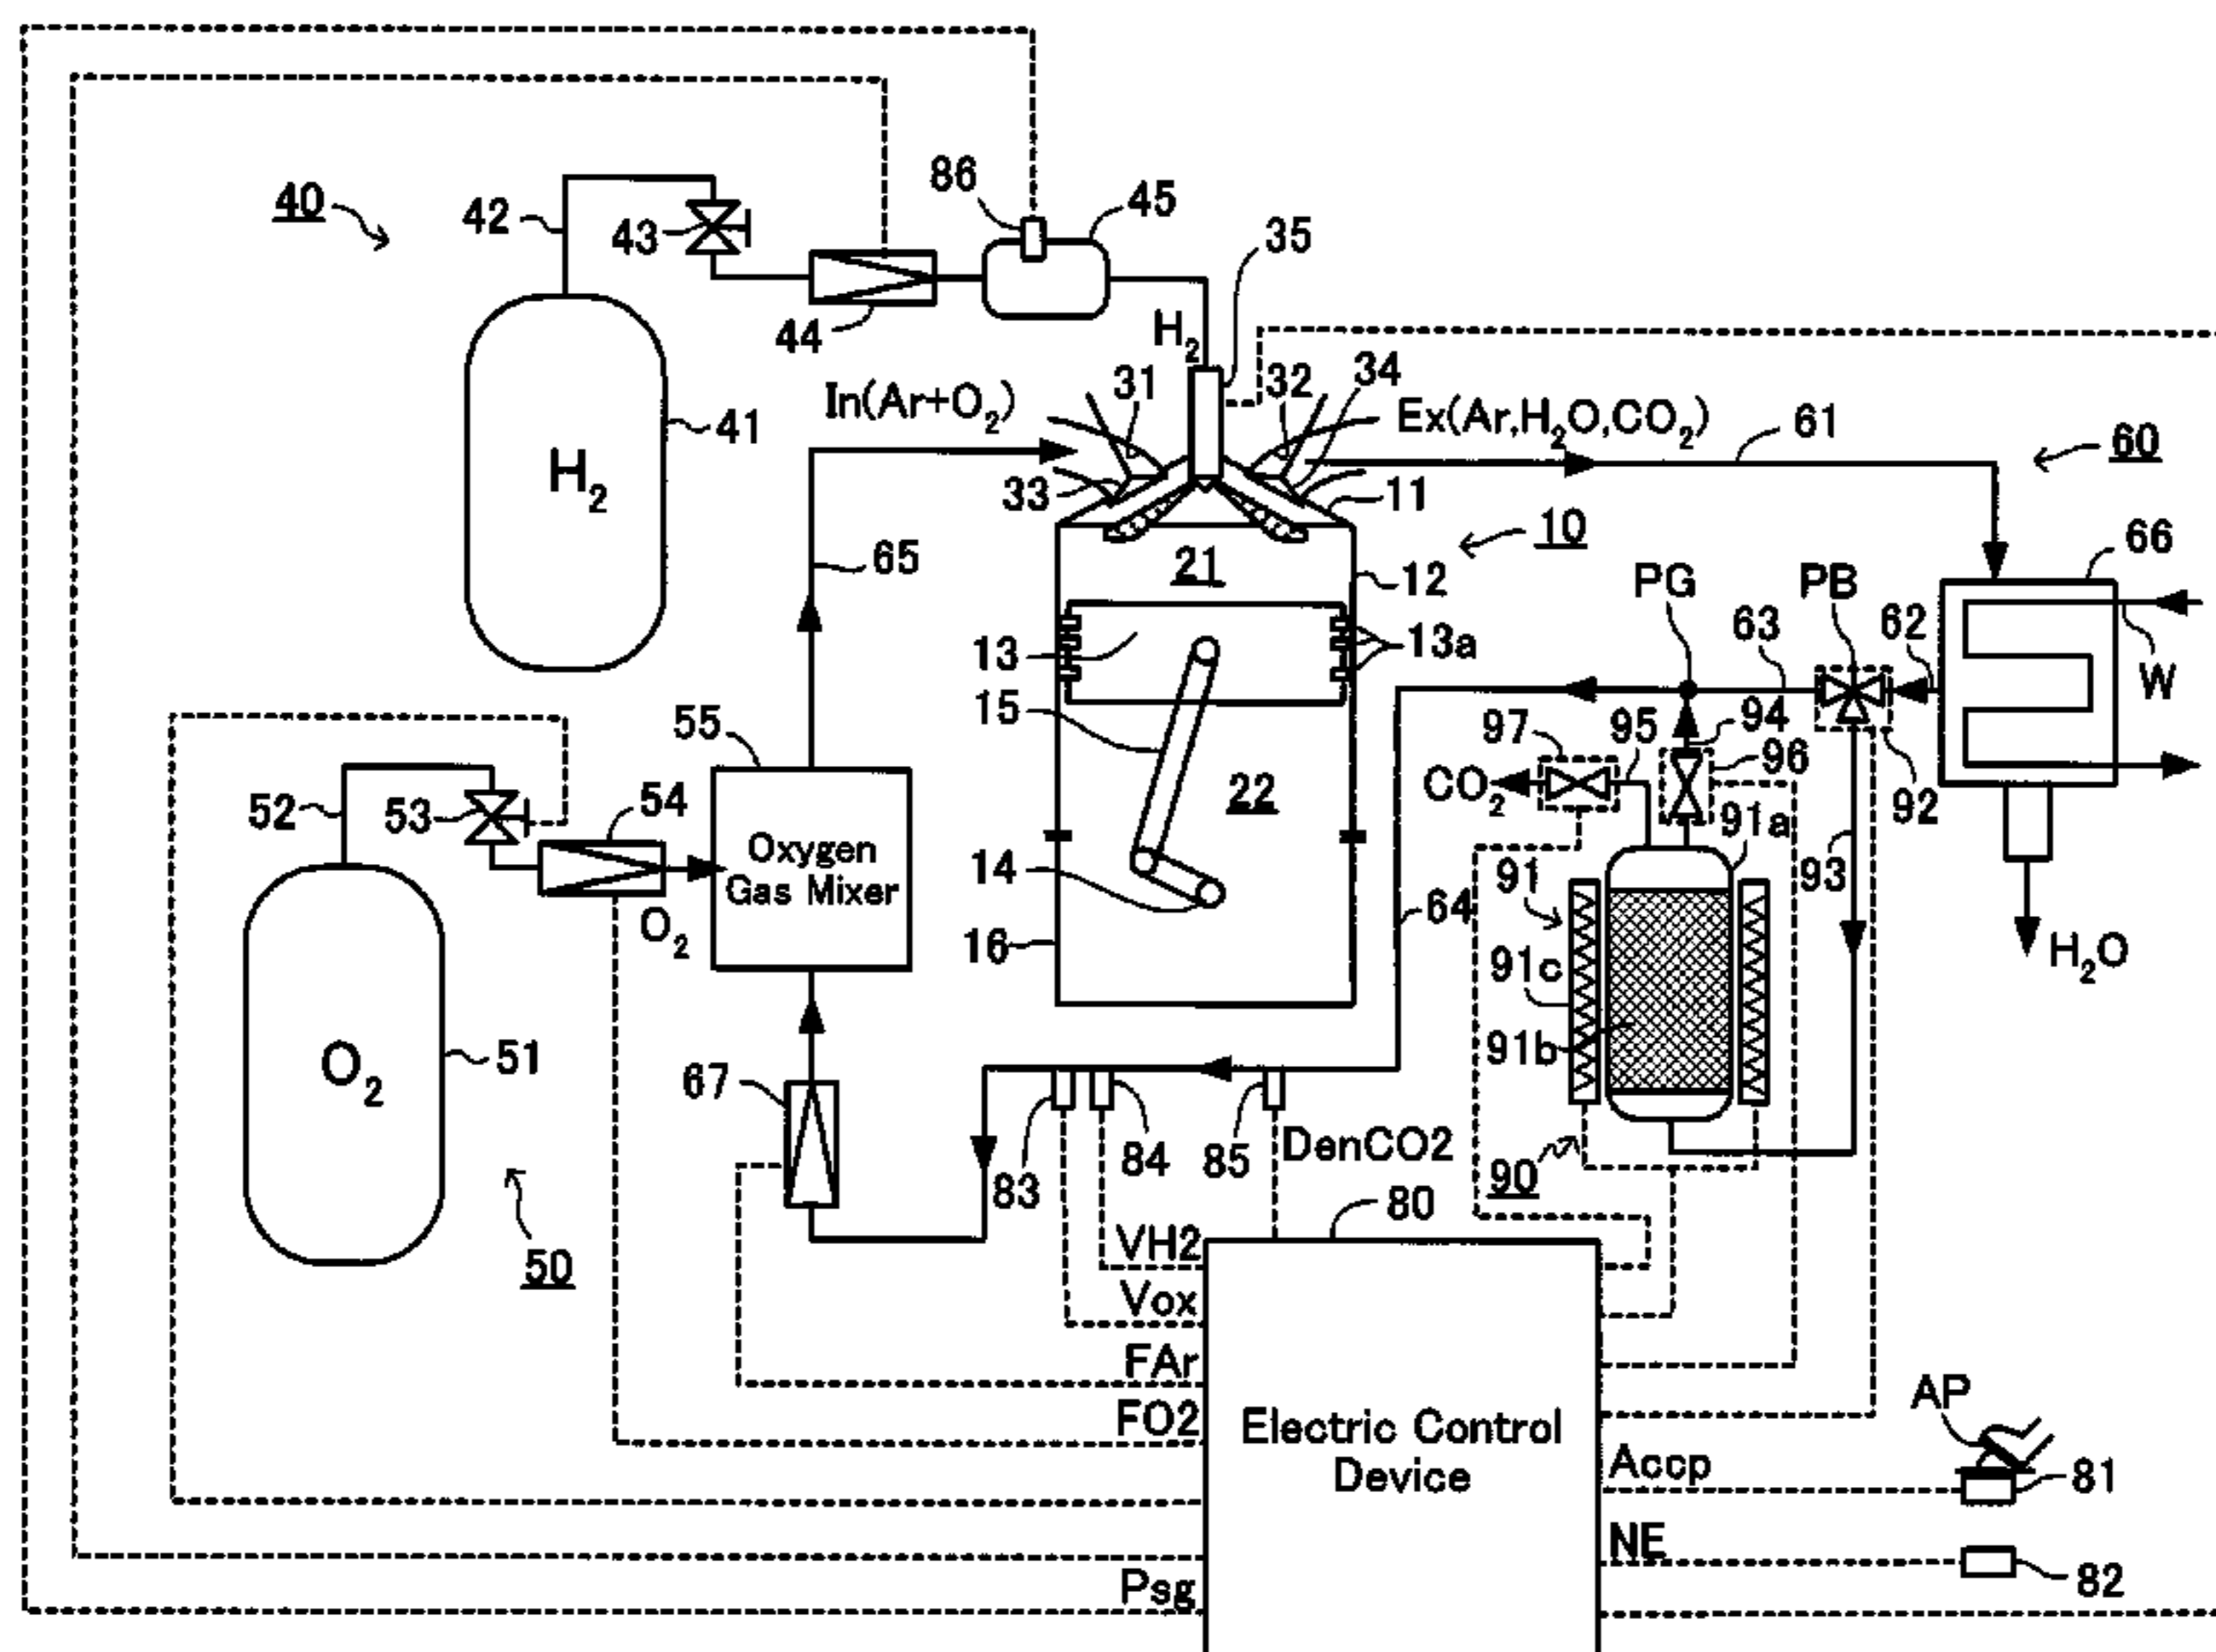 86
45
40
42
43
35
44
H2
31
32
34
In(Ar+O2)
Ex(Ar,H2O,CO2)
61
60
41
H2
33
11
10
66
65
21
12
PG
PB
63
62
13
13a
W
15
94
55
97
95
96
52
53
54
CO2
92
22
91a
Oxygen
Gas Mixer
14
91
93
O2
16
64
91c
H2O
O2
51
91b
67
83
84
85
DenCO2
90
80
50
VH2
Vox
FAr
FO2
Electric Control
Device
AP
Accp
81
NE
Psg
82